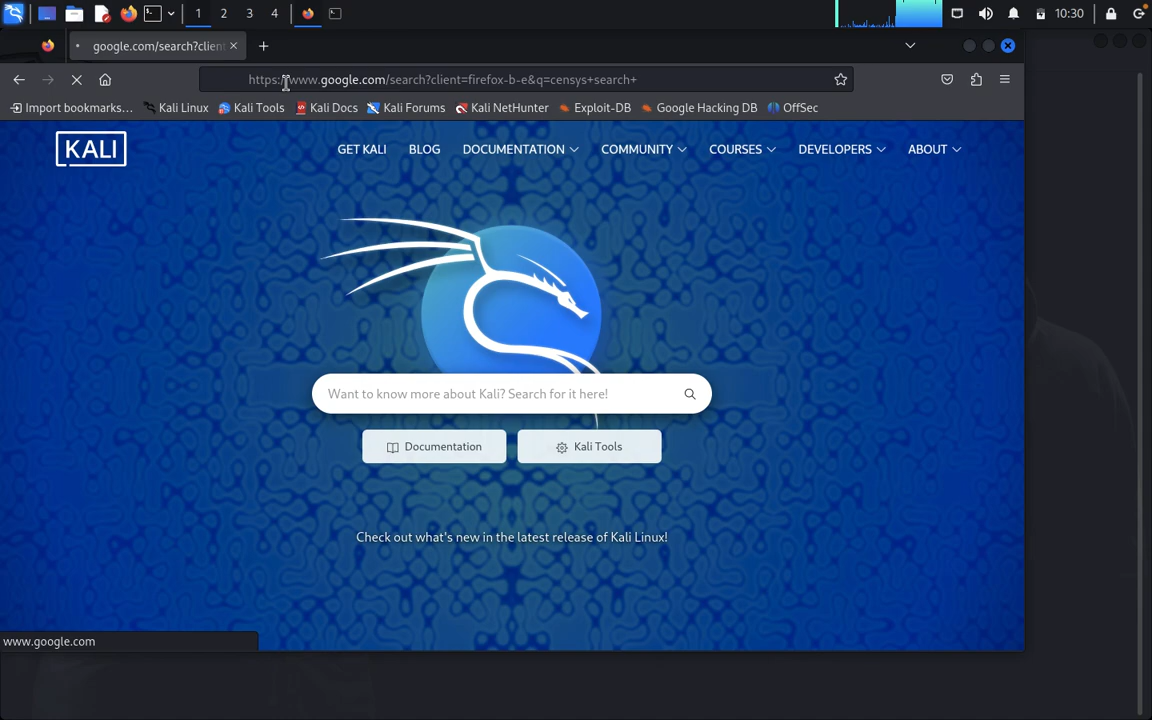 1
2
3
4
10:30
google.com/search?client
https://www.google.com/search?client=firefox-b-e&q=censys+search+
Import bookmarks...
Kali Linux
Kali Tools
Kali Docs
Kali Forums
Kali NetHunter
Exploit-DB
Google Hacking DB
OffSec
KALI
GET KALI
BLOG
DOCUMENTATION
COMMUNITY
COURSES
DEVELOPERS
ABOUT
Want to know more about Kali? Search for it here!
Documentation
Kali Tools
Check out what's new in the latest release of Kali Linux!
www.google.com